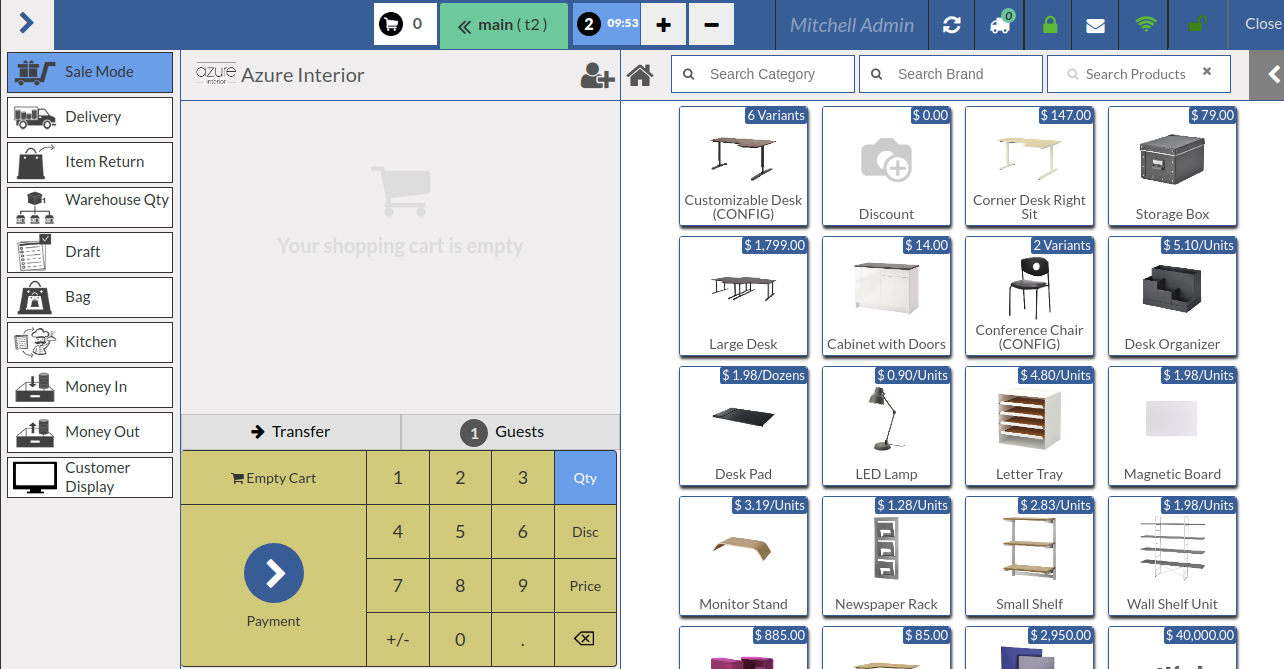 0
main ( t2 )
2 09:53
Mitchell Admin
0
Close
Sale Mode
Delivery
Item Return
Warehouse Qty
Draft
Bag
Kitchen
Money In
Money Out
Customer
Display
azure
interior
Azure Interior
Your shopping cart is empty
Transfer
1 Guests
Empty Cart
1 2 3 Qty
4 5 6 Disc
7 8 9 Price
+/- 0 .
Payment
Search Category
Search Brand
Search Products
6 Variants
Customizable Desk
(CONFIG)
$ 0.00
Discount
$ 147.00
Corner Desk Right
Sit
$ 79.00
Storage Box
$ 1,799.00
Large Desk
$ 14.00
Cabinet with Doors
2 Variants
Conference Chair
(CONFIG)
$ 5.10/Units
Desk Organizer
$ 1.98/Dozens
Desk Pad
$ 0.90/Units
LED Lamp
$ 4.80/Units
Letter Tray
$ 1.98/Units
Magnetic Board
$ 3.19/Units
Monitor Stand
$ 1.28/Units
Newspaper Rack
$ 2.83/Units
Small Shelf
$ 1.98/Units
Wall Shelf Unit
$ 885.00
$ 85.00
$ 2,950.00
$ 40,000.00